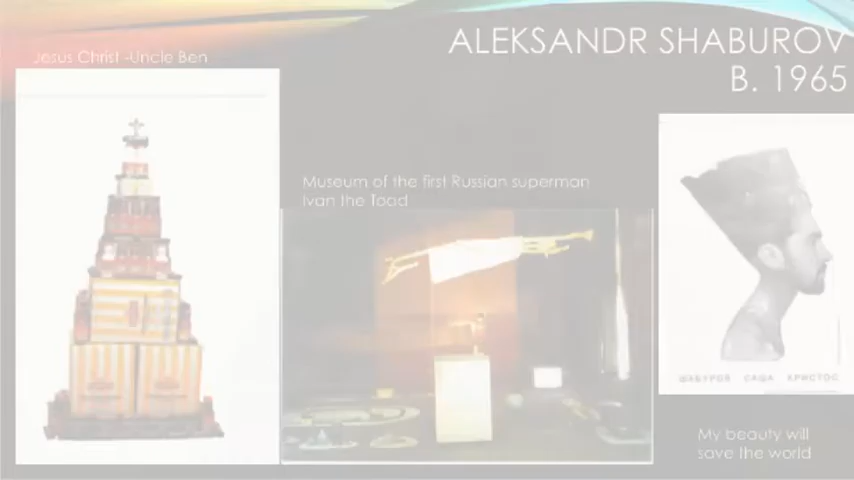 ALEKSANDR SHABUROV
B. 1965
Jesus Christ -Uncle Ben
Museum of the first Russian superman
Ivan the Toad
ШАБУРОВ САША ХРИСТОС
My beauty will
save the world